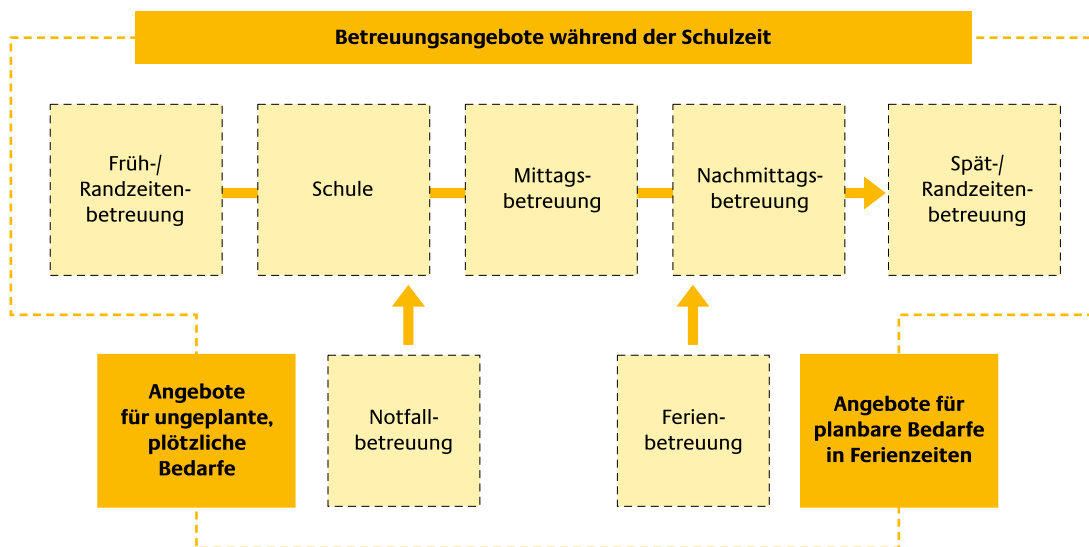 Betreuungsangebote während der Schulzeit
Früh-/
Randzeiten-
betreuung
Schule
Mittags-
betreuung
Nachmittags-
betreuung
Spät-/
Randzeiten-
betreuung
Angebote
für ungeplante,
plötzliche
Bedarfe
Notfall-
betreuung
Ferien-
betreuung
Angebote für
planbare Bedarfe
in Ferienzeiten